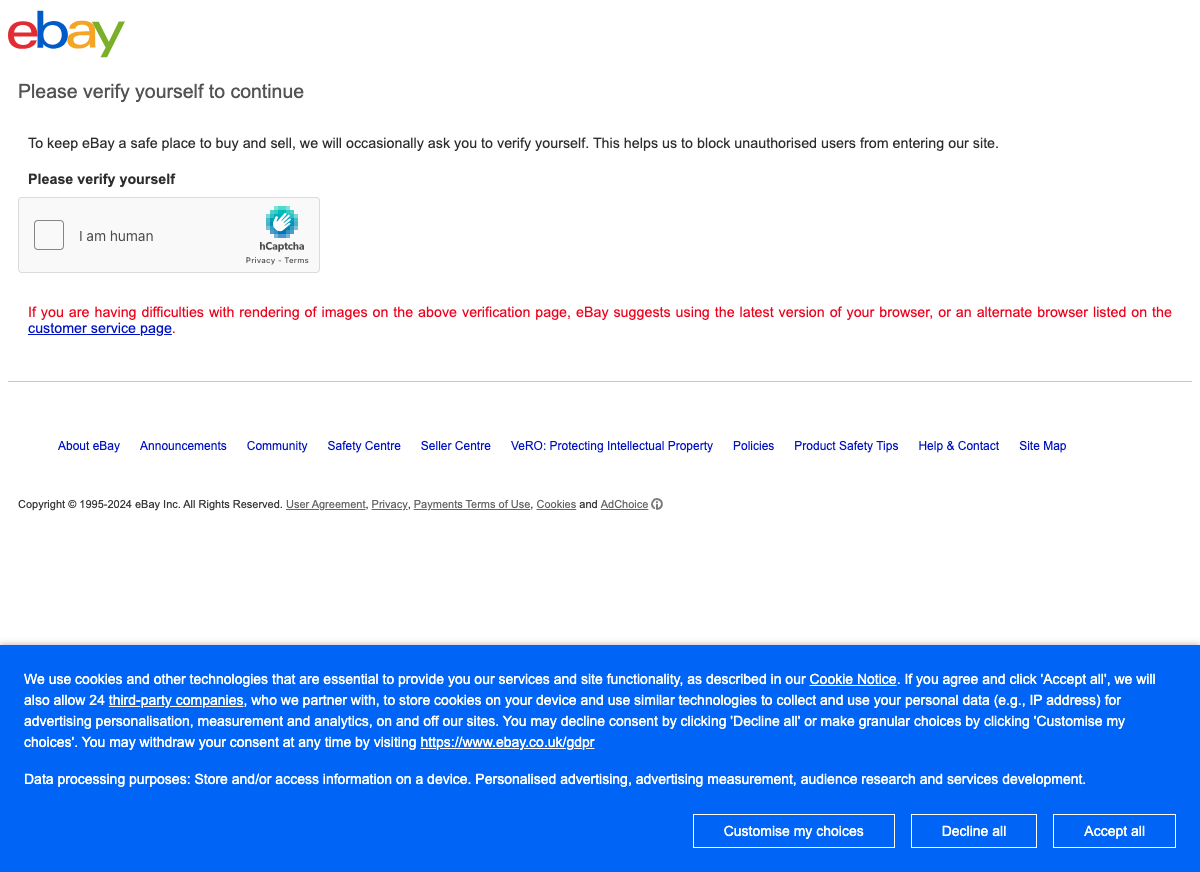 ebay
Please verify yourself to continue
To keep eBay a safe place to buy and sell, we will occasionally ask you to verify yourself. This helps us to block unauthorised users from entering our site.
Please verify yourself
I am human
hCaptcha
Privacy - Terms
If you are having difficulties with rendering of images on the above verification page, eBay suggests using the latest version of your browser, or an alternate browser listed on the
customer service page.
About eBay Announcements Community Safety Centre Seller Centre VeRO: Protecting Intellectual Property Policies Product Safety Tips Help & Contact Site Map
Copyright © 1995-2024 eBay Inc. All Rights Reserved. User Agreement, Privacy, Payments Terms of Use, Cookies and AdChoice
We use cookies and other technologies that are essential to provide you our services and site functionality, as described in our Cookie Notice. If you agree and click 'Accept all', we will
also allow 24 third-party companies, who we partner with, to store cookies on your device and use similar technologies to collect and use your personal data (e.g., IP address) for
advertising personalisation, measurement and analytics, on and off our sites. You may decline consent by clicking 'Decline all' or make granular choices by clicking 'Customise my
choices'. You may withdraw your consent at any time by visiting https://www.ebay.co.uk/gdpr
Data processing purposes: Store and/or access information on a device. Personalised advertising, advertising measurement, audience research and services development.
Customise my choices Decline all Accept all